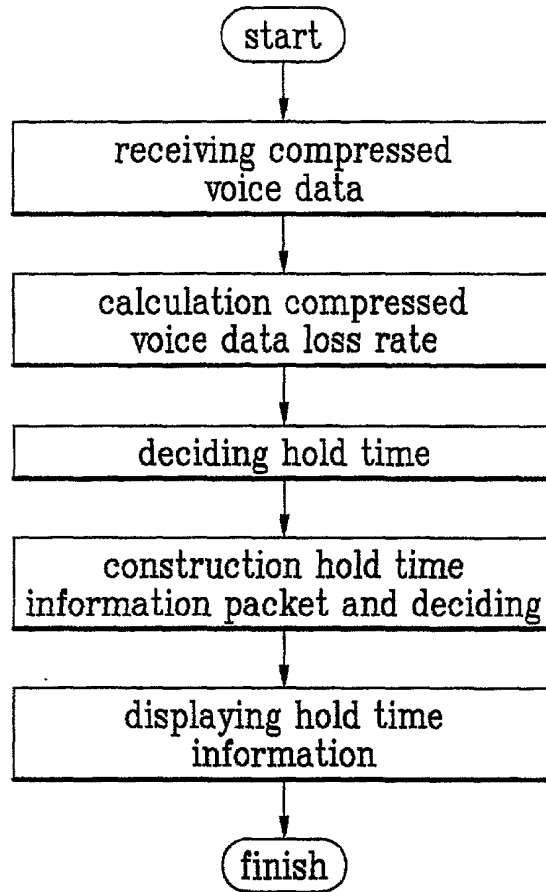 start
receiving compressed
voice data
calculation compressed
voice data loss rate
deciding hold time
construction hold time
information packet and deciding
displaying hold time
information
finish